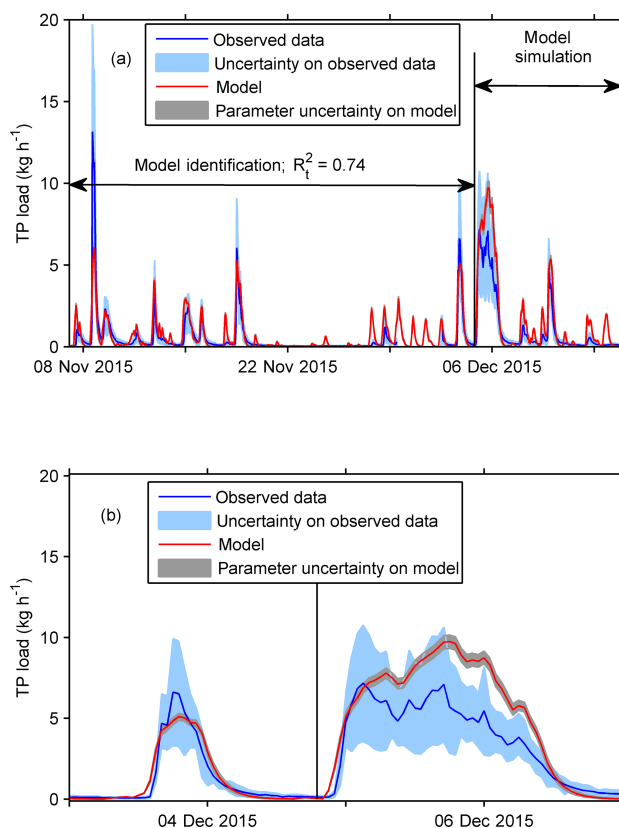 20
(a)
Observed data
Uncertainty on observed data
Model
Parameter uncertainty on model
Model
simulation
15
Model identification; R_t^2 = 0.74
10
TP load (kg h⁻¹)
5
0
08 Nov 2015 22 Nov 2015 06 Dec 2015
20
(b)
Observed data
Uncertainty on observed data
Model
Parameter uncertainty on model
15
TP load (kg h⁻¹)
10
5
0
04 Dec 2015 06 Dec 2015